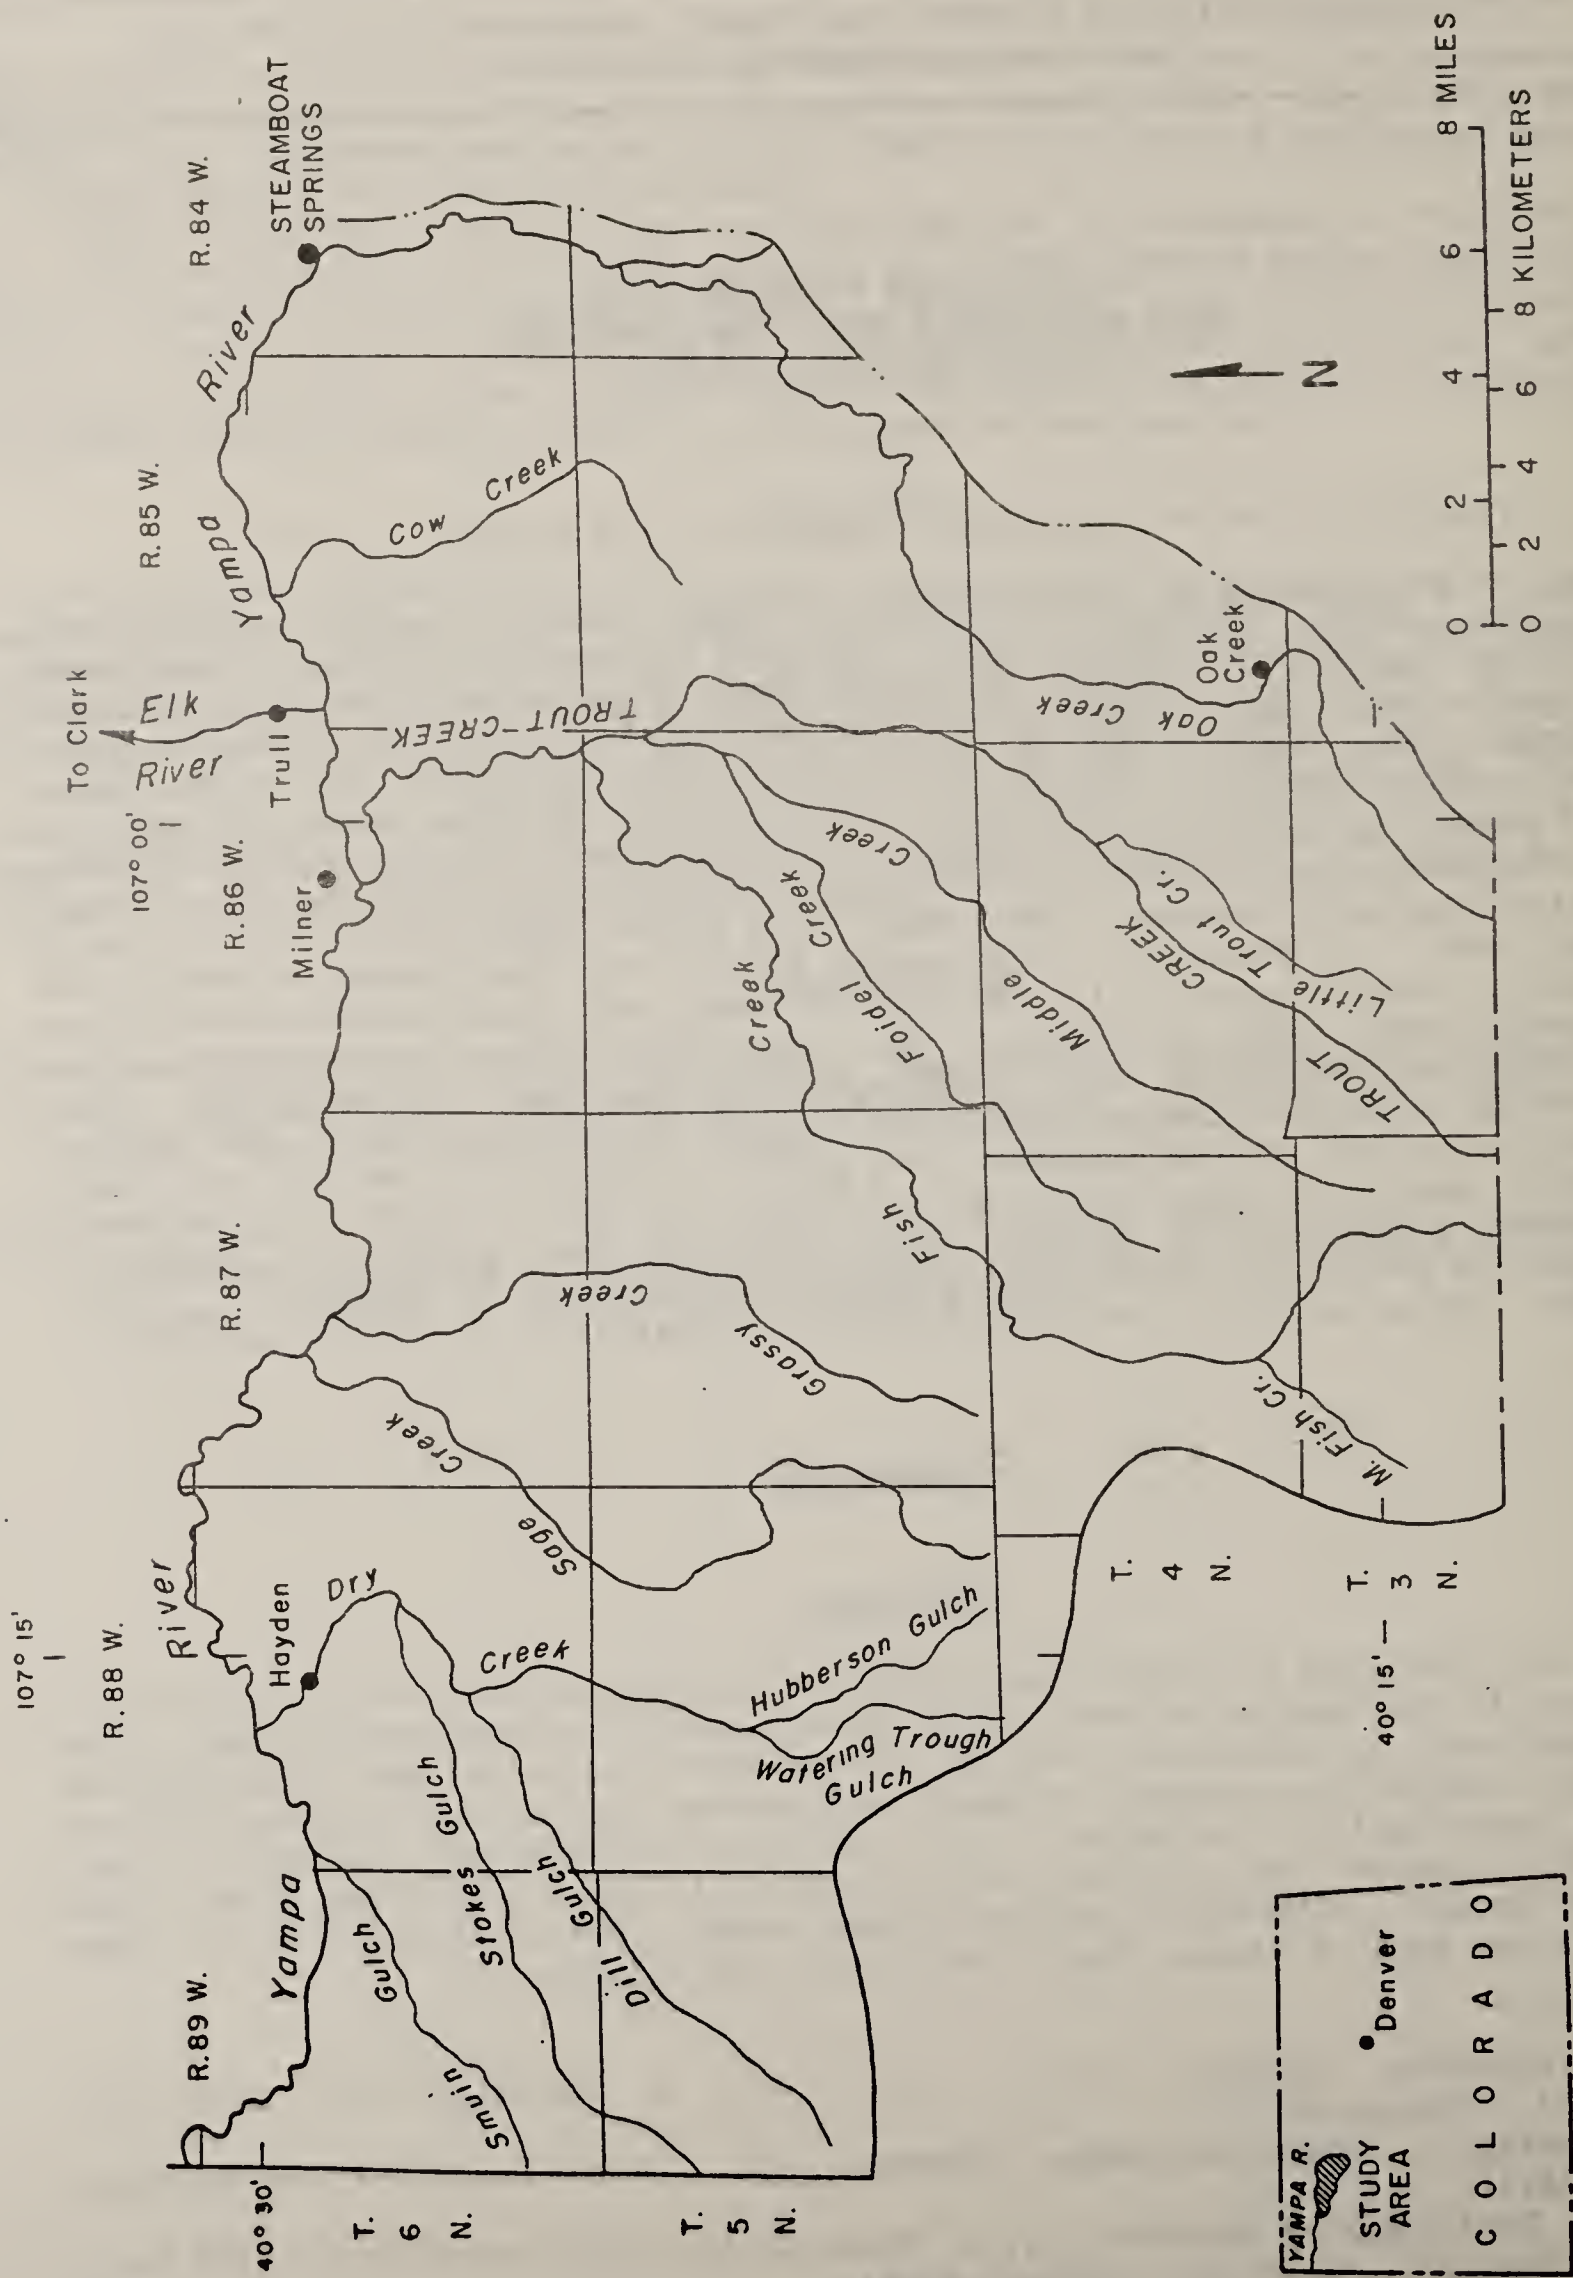 107° 15'
107° 00'
To Clark
R. 89 W.
R. 88 W.
R. 87 W.
R. 86 W.
R. 85 W.
R. 84 W.
40° 30'
T.
6
N.
T.
5
N.
T.
4
N.
T.
3
N.
40° 15'
Yampa
River
Yampa
River
Elk
River
STEAMBOAT
SPRINGS
Trull
Milner
Hayden
Oak
Creek
Smuin
Gulch
Stokes
Gulch
Dill
Gulch
Dry
Creek
Hubberson Gulch
Watering Trough
Gulch
Sage
Creek
Grassy
Creek
Fish
Creek
M. Fish Cr.
Foidel
Creek
Middle
Creek
TROUT
CREEK
Little Trout Cr.
TROUT CREEK
Cow
Creek
Oak Creek
N
0 2 4 6 8 MILES
0 2 4 6 8 KILOMETERS
YAMPA R.
STUDY
AREA
Denver
COLORADO